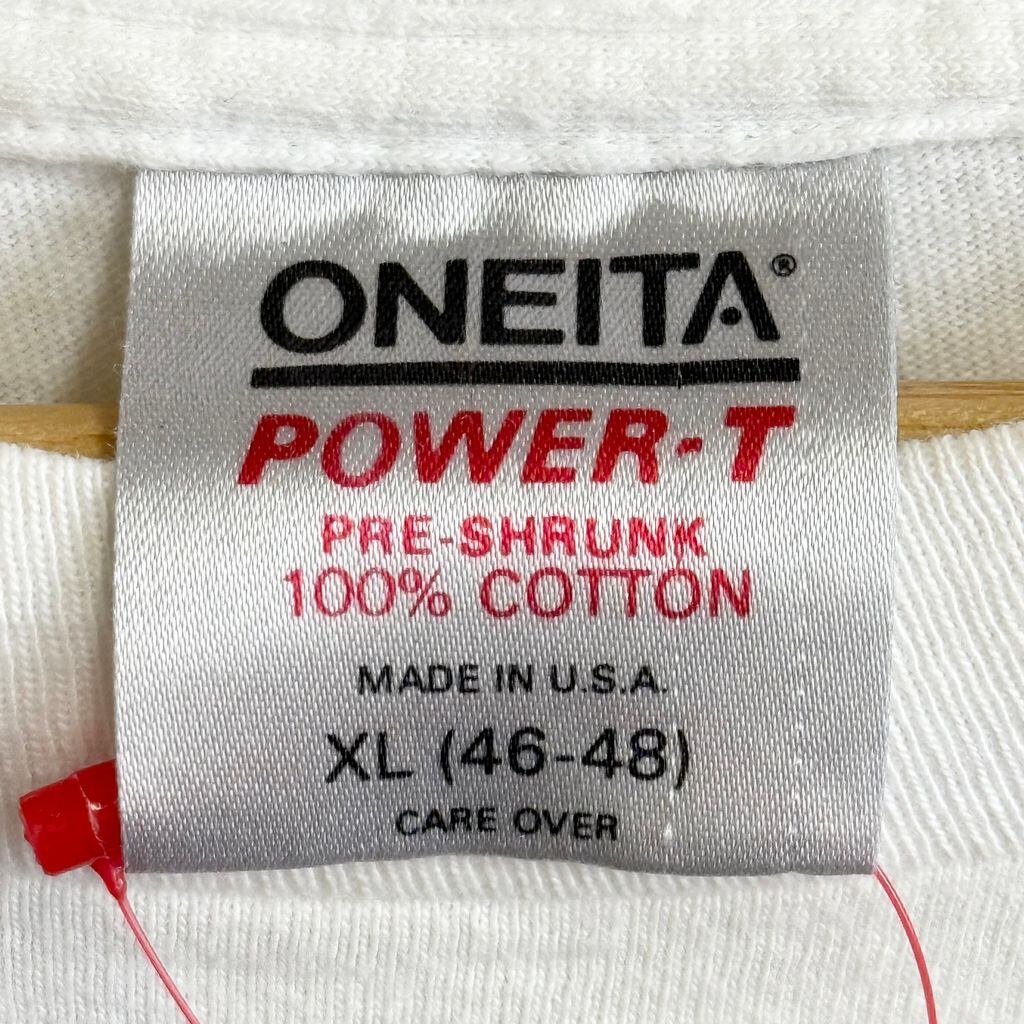 ONEITA®
POWER-T
PRE-SHRUNK
100% COTTON
MADE IN U.S.A.
XL (46-48)
CARE OVER